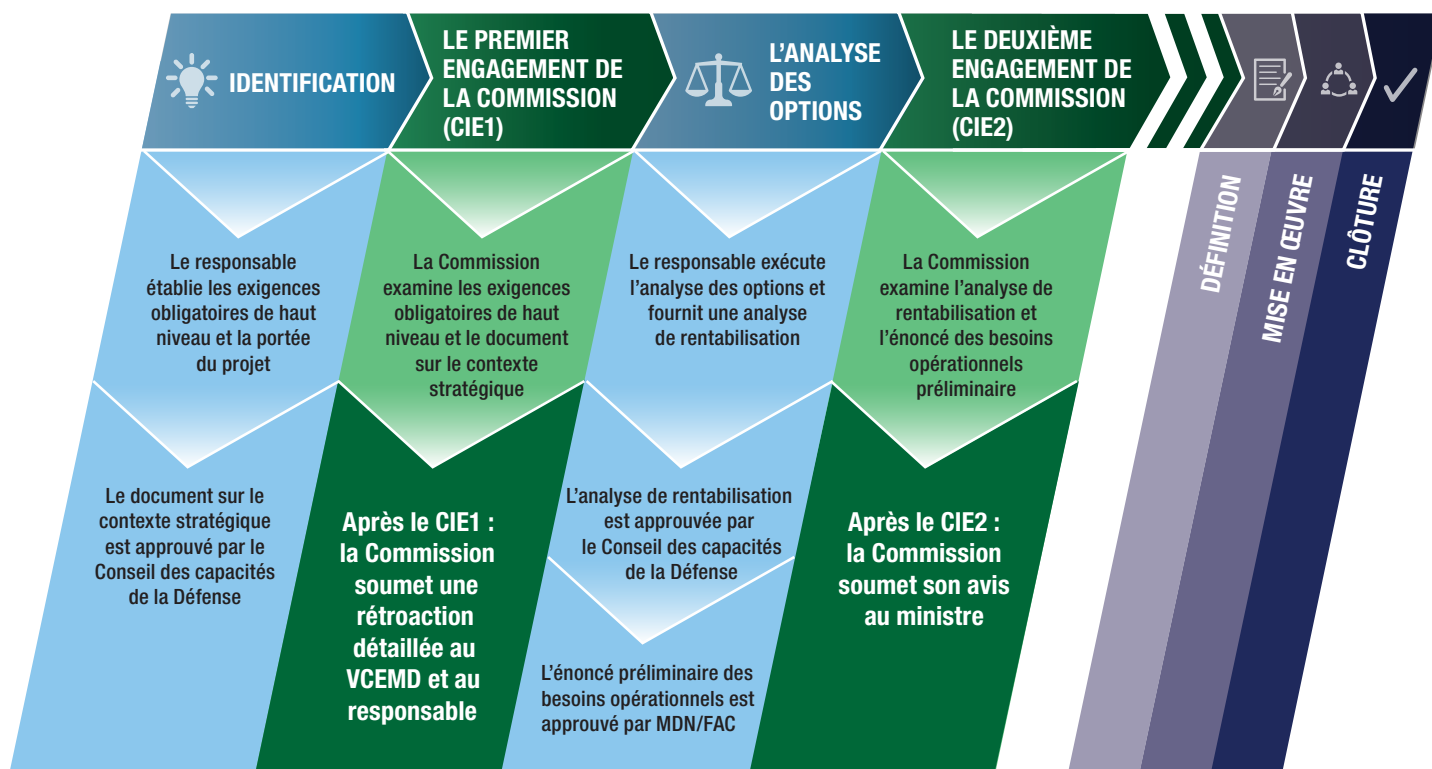 IDENTIFICATION
LE PREMIER
ENGAGEMENT DE
LA COMMISSION
(CIE1)
L'ANALYSE
DES
OPTIONS
LE DEUXIÈME
ENGAGEMENT DE
LA COMMISSION
(CIE2)
Le responsable
établie les exigences
obligatoires de haut
niveau et la portée
du projet
Le document sur le
contexte stratégique
est approuvé par le
Conseil des capacités
de la Défense
La Commission
examine les exigences
obligatoires de haut
niveau et le document
sur le contexte
stratégique
Après le CIE1 :
la Commission
soumet une
rétroaction
détaillée au
VCEMD et au
responsable
Le responsable exécute
l'analyse des options et
fournit une analyse
de rentabilisation
L'analyse de rentabilisation
est approuvée par
le Conseil des capacités
de la Défense
L'énoncé préliminaire des
besoins opérationnels est
approuvé par MDN/FAC
La Commission
examine l'analyse de
rentabilisation et
l'énoncé des besoins
opérationnels
préliminaire
Après le CIE2 :
la Commission
soumet son avis
au ministre
DÉFINITION
MISE EN ŒUVRE
CLÔTURE